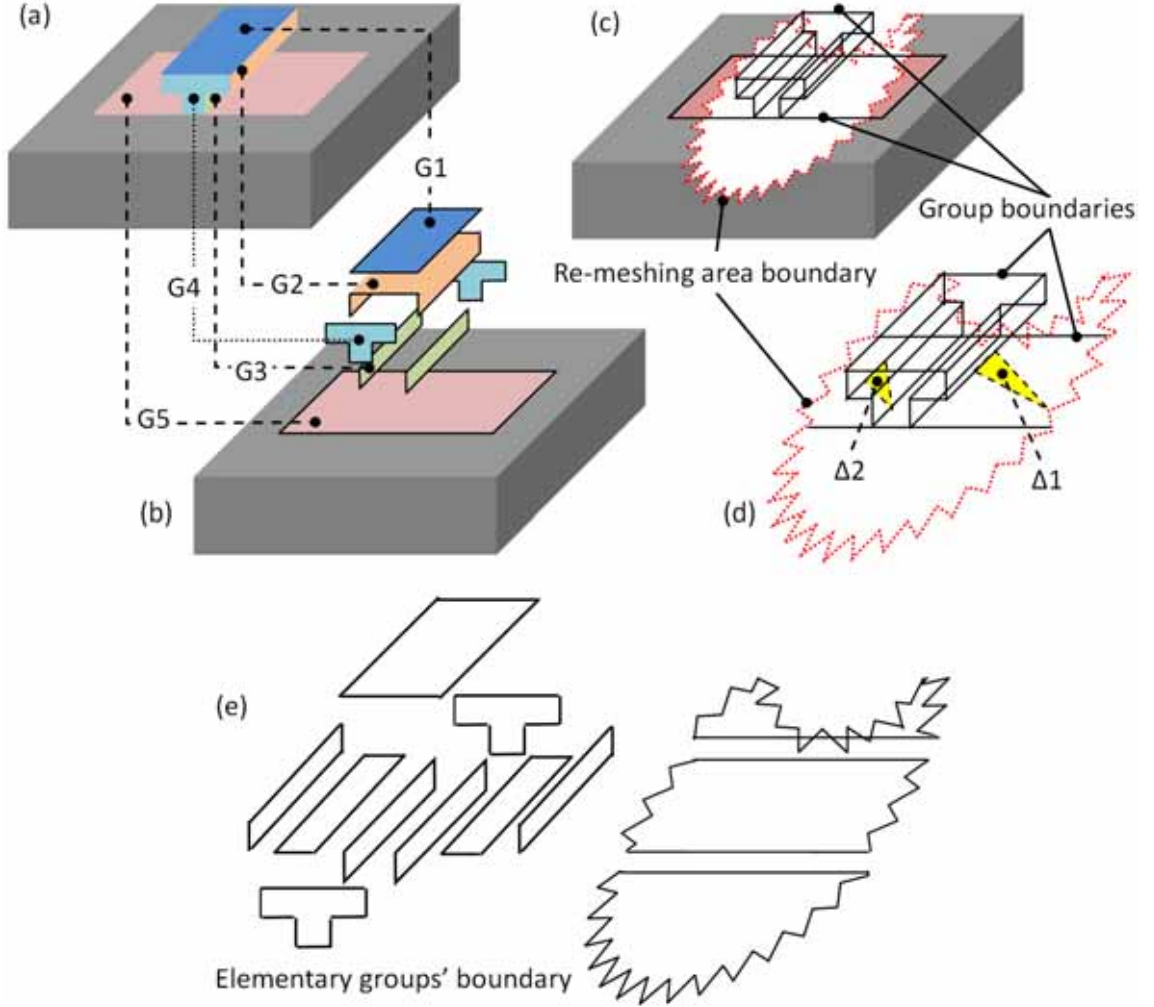 (a)
(c)
G1
Group boundaries
G4
G2
Re-meshing area boundary
G3
G5
Δ2
Δ1
(b)
(d)
(e)
Elementary groups' boundary